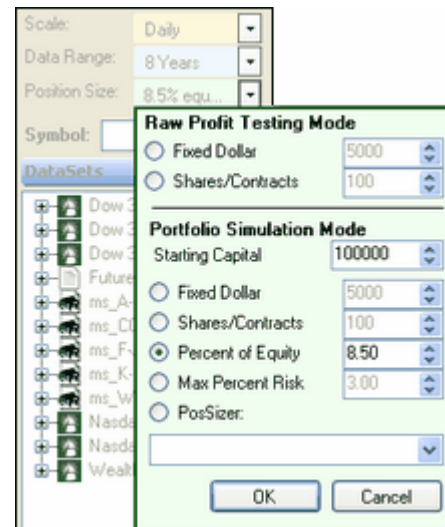 Scale: Daily
Data Range: 8 Years
Position Size: 8.5% equ...
Symbol:
DataSets
Raw Profit Testing Mode
Fixed Dollar 5000
Shares/Contracts 100
Portfolio Simulation Mode
Starting Capital 100000
Fixed Dollar 5000
Shares/Contracts 100
Percent of Equity 8.50
Max Percent Risk 3.00
PosSizer:
OK Cancel
Dow 3
Dow 3
Dow 3
Future
ms_A-
ms_C
ms_F-
ms_K-
ms_W
Nasda
Nasda
Wealt